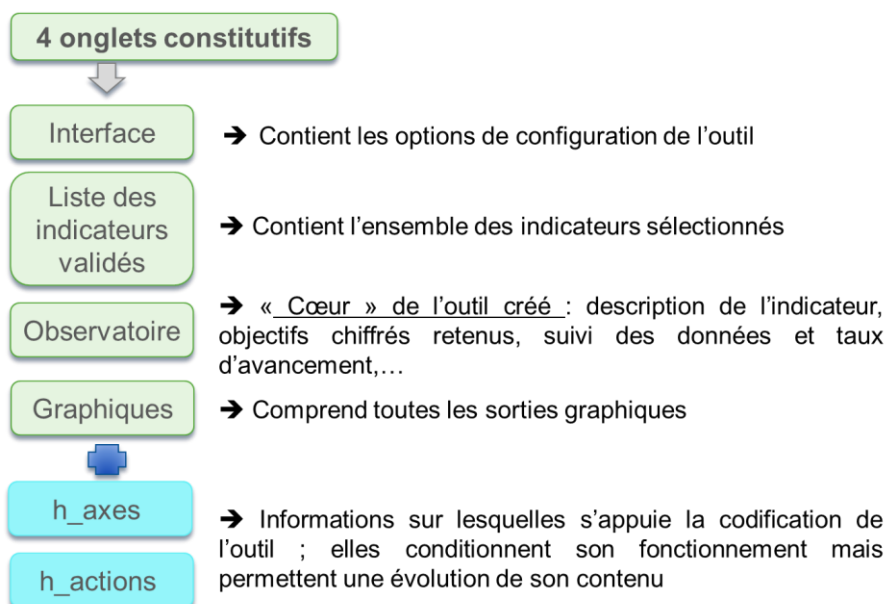 4 onglets constitutifs
Interface
➔ Contient les options de configuration de l'outil
Liste des
indicateurs
validés
➔ Contient l'ensemble des indicateurs sélectionnés
Observatoire
➔ « Cœur » de l'outil créé : description de l'indicateur,
objectifs chiffrés retenus, suivi des données et taux
d'avancement,…
Graphiques
➔ Comprend toutes les sorties graphiques
h_axes
h_actions
➔ Informations sur lesquelles s'appuie la codification de
l'outil ; elles conditionnent son fonctionnement mais
permettent une évolution de son contenu